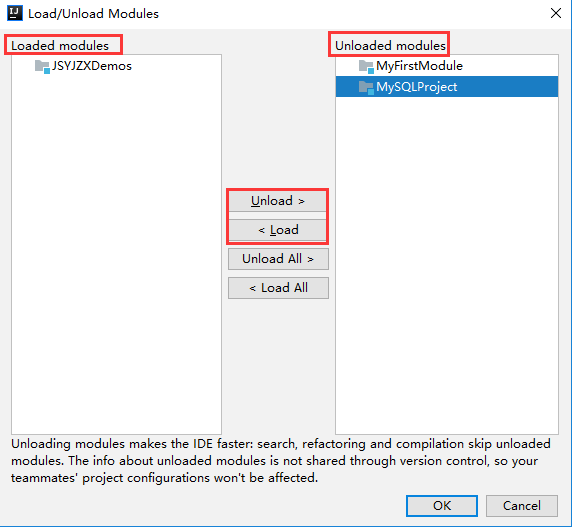 IJ
Load/Unload Modules
Loaded modules
JSYJZXDemos
Unloaded modules
MyFirstModule
MySQLProject
Unload >
< Load
Unload All >
< Load All
Unloading modules makes the IDE faster: search, refactoring and compilation skip unloaded
modules. The info about unloaded modules is not shared through version control, so your
teammates' project configurations won't be affected.
OK
Cancel